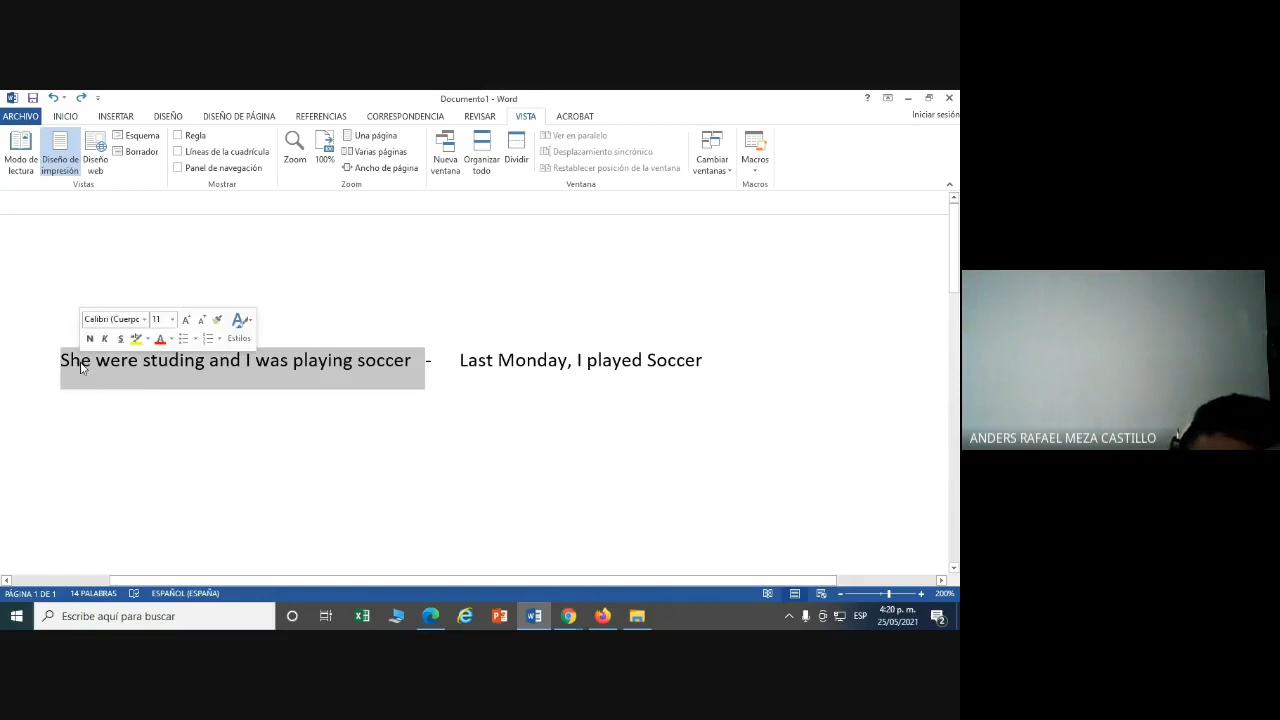 Documento1 - Word
Iniciar sesión
ARCHIVO INICIO INSERTAR DISEÑO DISEÑO DE PÁGINA REFERENCIAS CORRESPONDENCIA REVISAR VISTA ACROBAT
Modo de lectura
Diseño de impresión
Diseño web
Esquema
Borrador
Vistas
Regla
Líneas de la cuadrícula
Panel de navegación
Mostrar
Zoom
100%
Una página
Varias páginas
Ancho de página
Zoom
Nueva ventana
Organizar todo
Dividir
Ver en paralelo
Desplazamiento sincrónico
Restablecer posición de la ventana
Cambiar ventanas
Ventana
Macros
Macros
Calibri (Cuerpc 11
N K S Estilos
She were studing and I was playing soccer - Last Monday, I played Soccer
ANDERS RAFAEL MEZA CASTILLO
PÁGINA 1 DE 1 14 PALABRAS ESPAÑOL (ESPAÑA) 200%
Escribe aquí para buscar
ESP
4:20 p. m.
25/05/2021
2